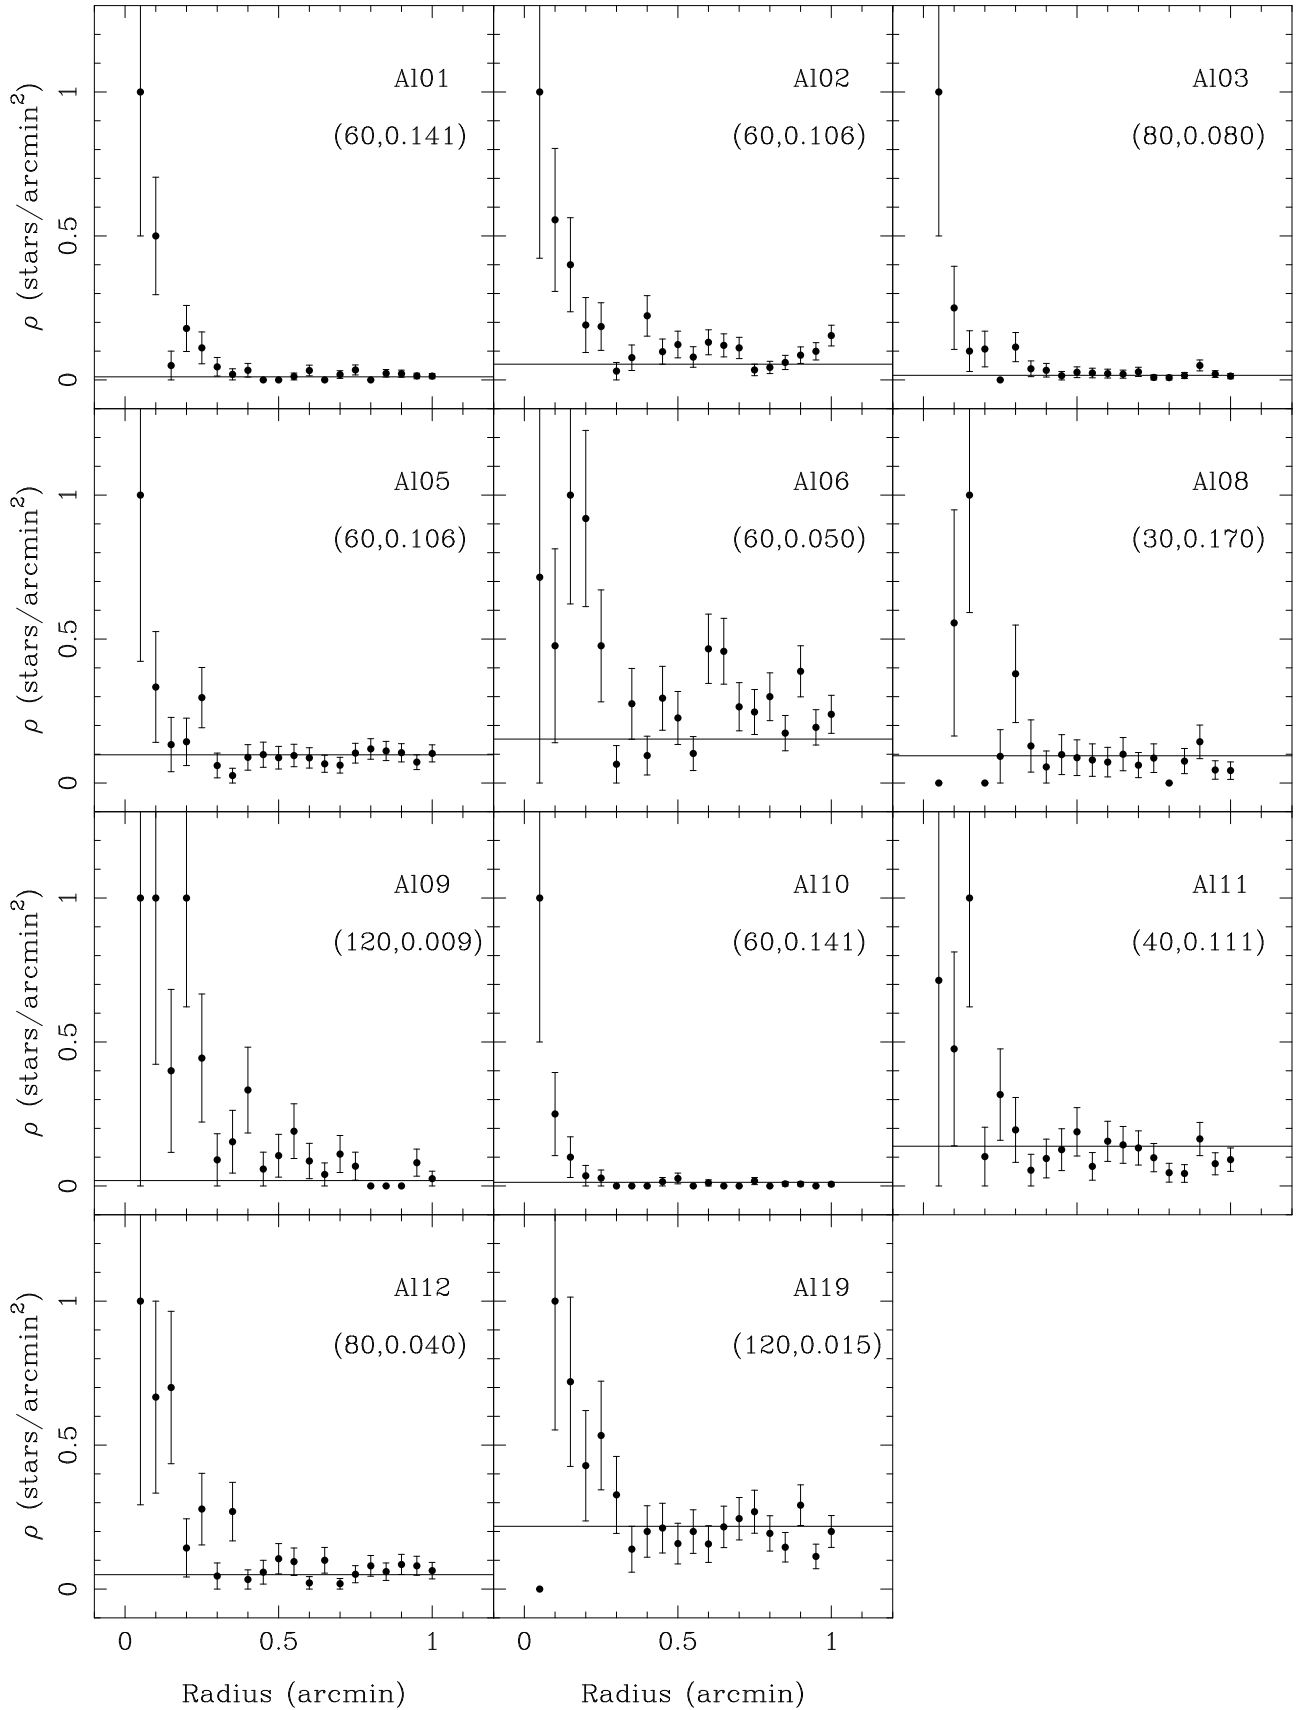 Al01
(60,0.141)
Al02
(60,0.106)
Al03
(80,0.080)
1
0.5
0
ρ (stars/arcmin²)
Al05
(60,0.106)
Al06
(60,0.050)
Al08
(30,0.170)
1
0.5
0
ρ (stars/arcmin²)
Al09
(120,0.009)
Al10
(60,0.141)
Al11
(40,0.111)
1
0.5
0
ρ (stars/arcmin²)
Al12
(80,0.040)
Al19
(120,0.015)
1
0.5
0
ρ (stars/arcmin²)
0 0.5 1
0 0.5 1
Radius (arcmin)
Radius (arcmin)